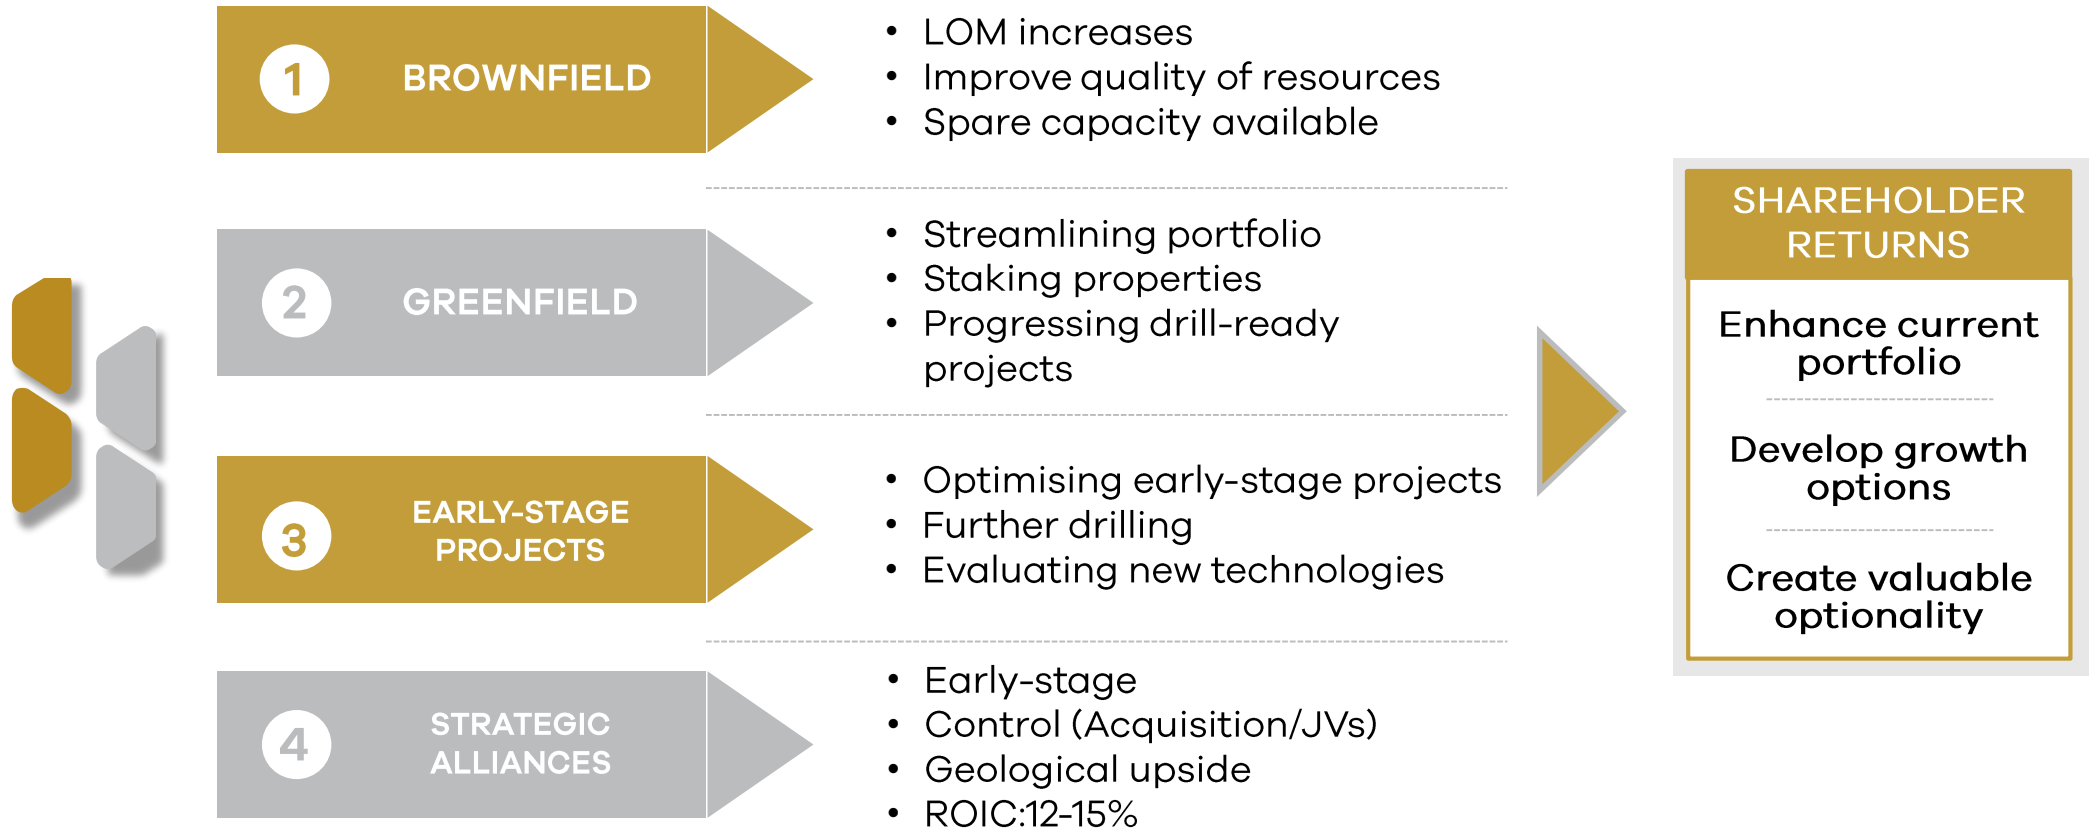 1
BROWNFIELD
• LOM increases
• Improve quality of resources
• Spare capacity available
2
GREENFIELD
• Streamlining portfolio
• Staking properties
• Progressing drill-ready
projects
3
EARLY-STAGE
PROJECTS
• Optimising early-stage projects
• Further drilling
• Evaluating new technologies
4
STRATEGIC
ALLIANCES
• Early-stage
• Control (Acquisition/JVs)
• Geological upside
• ROIC:12-15%
SHAREHOLDER
RETURNS
Enhance current
portfolio
Develop growth
options
Create valuable
optionality